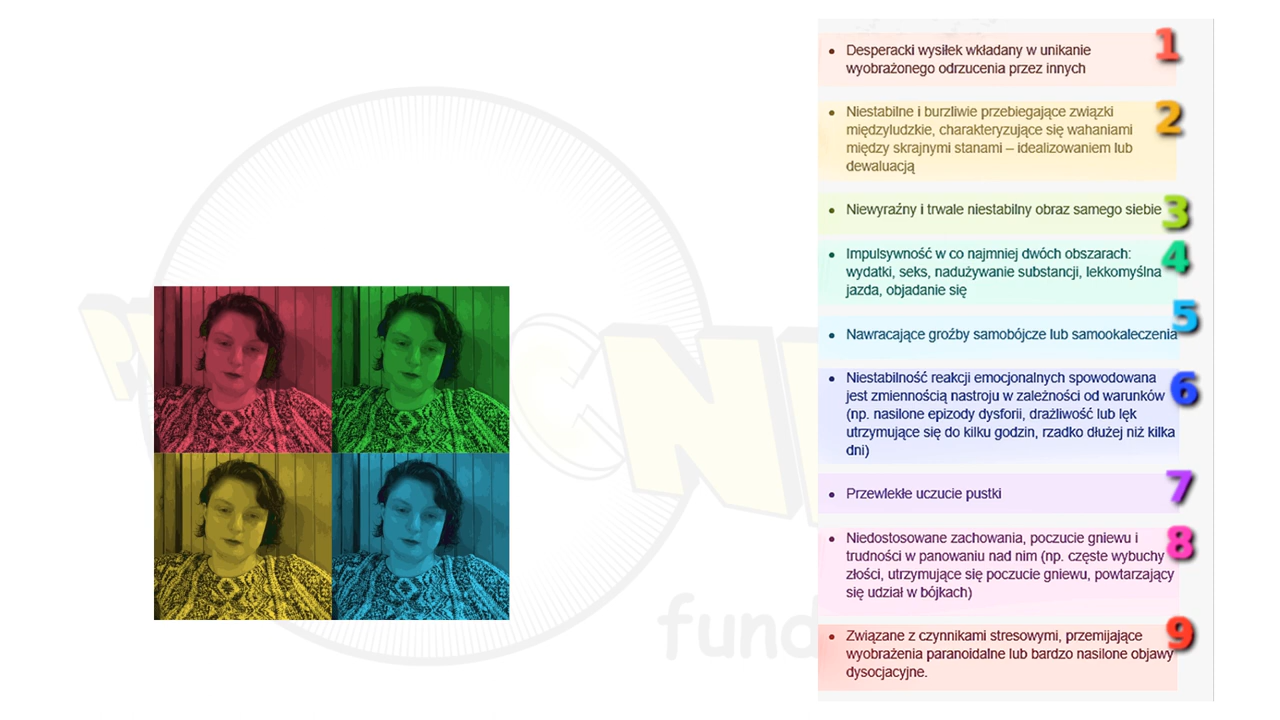 Desperacki wysiłek wkładany w unikanie
wyobrażonego odrzucenia przez innych
1
Niestabilne i burzliwie przebiegające związki
międzyludzkie, charakteryzujące się wahaniami
między skrajnymi stanami – idealizowaniem lub
dewaluacją
2
Niewyraźny i trwale niestabilny obraz samego siebie
3
Impulsywność w co najmniej dwóch obszarach:
wydatki, seks, nadużywanie substancji, lekkomyślna
jazda, objadanie się
4
Nawracające groźby samobójcze lub samookaleczenia
5
Niestabilność reakcji emocjonalnych spowodowana
jest zmiennością nastroju w zależności od warunków
(np. nasilone epizody dysforii, drażliwość lub lęk
utrzymujące się do kilku godzin, rzadko dłużej niż kilka
dni)
6
Przewlekłe uczucie pustki
7
Niedostosowane zachowania, poczucie gniewu i
trudności w panowaniu nad nim (np. częste wybuchy
złości, utrzymujące się poczucie gniewu, powtarzający
się udział w bójkach)
8
Związane z czynnikami stresowymi, przemijające
wyobrażenia paranoidalne lub bardzo nasilone objawy
dysocjacyjne.
9